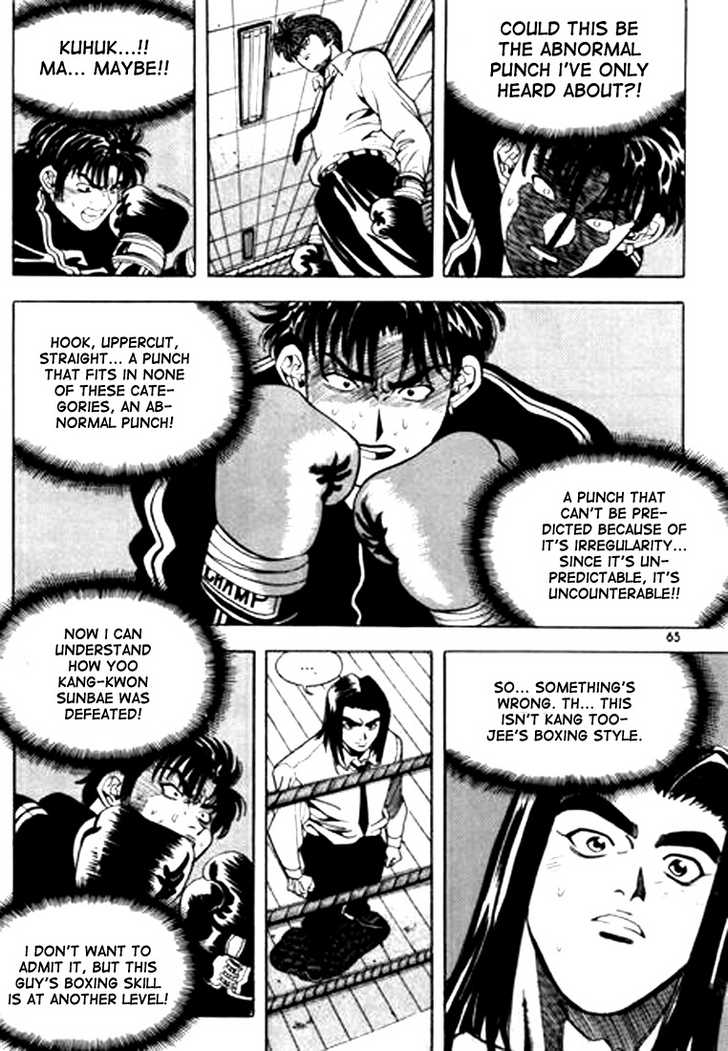 KUHUK...!!
MA... MAYBE!!
COULD THIS BE
THE ABNORMAL
PUNCH I'VE ONLY
HEARD ABOUT?!
HOOK, UPPERCUT,
STRAIGHT... A PUNCH
THAT FITS IN NONE
OF THESE CATE-
GORIES, AN AB-
NORMAL PUNCH!
CHAMP
A PUNCH THAT
CAN'T BE PRE-
DICTED BECAUSE OF
IT'S IRREGULARITY...
SINCE IT'S UN-
PREDICTABLE, IT'S
UNCOUNTERABLE!!
65
NOW I CAN
UNDERSTAND
HOW YOO
KANG-KWON
SUNBAE WAS
DEFEATED!
I DON'T WANT TO
ADMIT IT, BUT THIS
GUY'S BOXING SKILL
IS AT ANOTHER LEVEL!
...
SO... SOMETHING'S
WRONG. TH... THIS
ISN'T KANG TOO-
JEE'S BOXING STYLE.